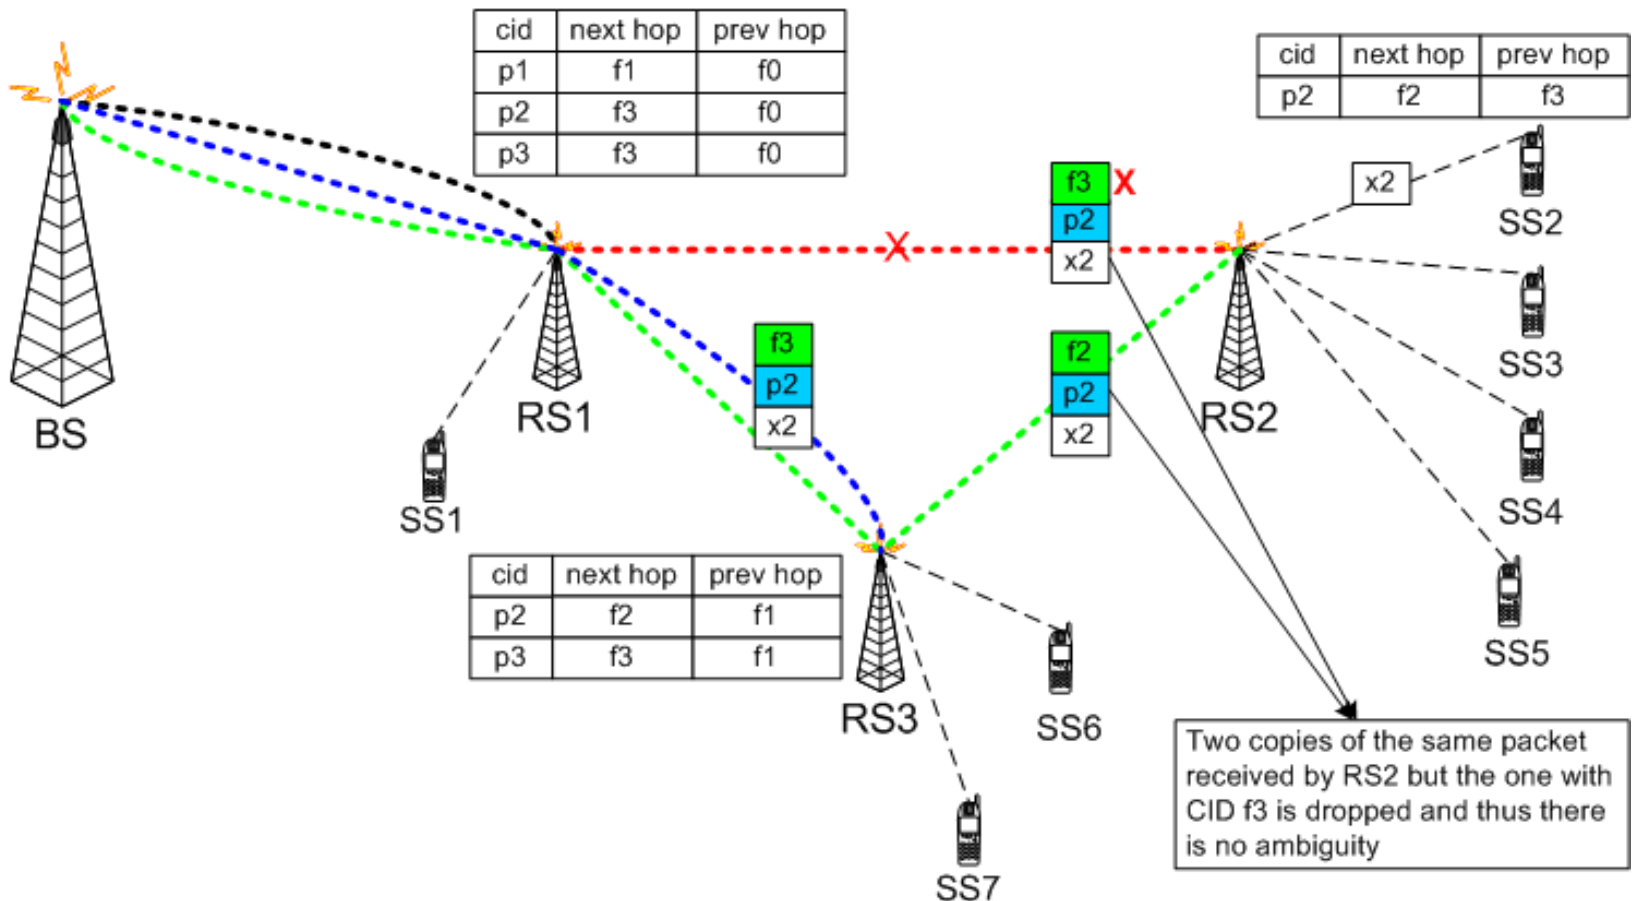 cid next hop prev hop
p1 f1 f0
p2 f3 f0
p3 f3 f0
cid next hop prev hop
p2 f2 f3
f3 X
p2
x2
x2
SS2
X
SS3
f3
p2
x2
f2
p2
x2
BS
RS1
RS2
SS1
SS4
cid next hop prev hop
p2 f2 f1
p3 f3 f1
SS5
RS3
SS6
SS7
Two copies of the same packet
received by RS2 but the one with
CID f3 is dropped and thus there
is no ambiguity